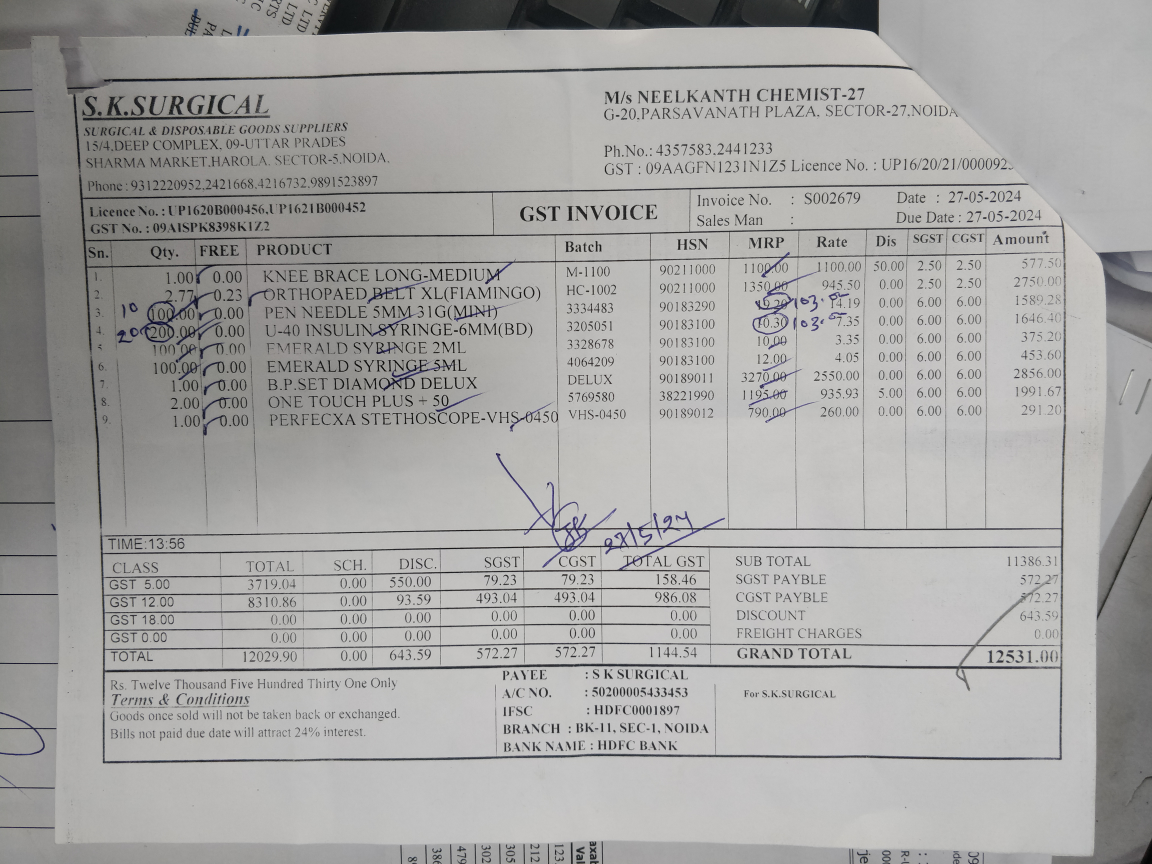 S.K.SURGICAL
SURGICAL & DISPOSABLE GOODS SUPPLIERS
15/4,DEEP COMPLEX, 09-UTTAR PRADES
SHARMA MARKET,HAROLA, SECTOR-5,NOIDA,
Phone : 9312220952,2421668,4216732,9891523897
M/s NEELKANTH CHEMIST-27
G-20,PARSAVANATH PLAZA, SECTOR-27,NOIDA
Ph.No.: 4357583,2441233
GST : 09AAGFN1231N1Z5 Licence No. : UP16/20/21/000092
Licence No. : UP1620B000456,UP1621B000452
GST No. : 09AISPK8398K1Z2
GST INVOICE
Invoice No. : S002679 Date : 27-05-2024
Sales Man : Due Date : 27-05-2024
Sn. Qty. FREE PRODUCT Batch HSN MRP Rate Dis SGST CGST Amount
1. 1.00 0.00 KNEE BRACE LONG-MEDIUM M-1100 90211000 1100.00 1100.00 50.00 2.50 2.50 577.50
2. 2.77 0.23 ORTHOPAED BELT XL(FIAMINGO) HC-1002 90211000 1350.00 945.50 0.00 2.50 2.50 2750.00
3. 10 100.00 0.00 PEN NEEDLE 5MM 31G(MINI) 3334483 90183290 19.20 103.00 14.19 0.00 6.00 6.00 1589.28
4. 20 200.00 0.00 U-40 INSULIN SYRINGE-6MM(BD) 3205051 90183100 10.30 103.00 7.35 0.00 6.00 6.00 1646.40
5 100.00 0.00 EMERALD SYRINGE 2ML 3328678 90183100 10.00 3.35 0.00 6.00 6.00 375.20
6. 100.00 0.00 EMERALD SYRINGE 5ML 4064209 90183100 12.00 4.05 0.00 6.00 6.00 453.60
7. 1.00 0.00 B.P.SET DIAMOND DELUX DELUX 90189011 3270.00 2550.00 0.00 6.00 6.00 2856.00
8. 2.00 0.00 ONE TOUCH PLUS + 50 5769580 38221990 1195.00 935.93 5.00 6.00 6.00 1991.67
9. 1.00 0.00 PERFECXA STETHOSCOPE-VHS-0450 VHS-0450 90189012 790.00 260.00 0.00 6.00 6.00 291.20
27/5/24
TIME:13:56
CLASS TOTAL SCH. DISC. SGST CGST TOTAL GST
GST 5.00 3719.04 0.00 550.00 79.23 79.23 158.46
GST 12.00 8310.86 0.00 93.59 493.04 493.04 986.08
GST 18.00 0.00 0.00 0.00 0.00 0.00 0.00
GST 0.00 0.00 0.00 0.00 0.00 0.00 0.00
TOTAL 12029.90 0.00 643.59 572.27 572.27 1144.54
SUB TOTAL 11386.31
SGST PAYBLE 572.27
CGST PAYBLE 572.27
DISCOUNT 643.59
FREIGHT CHARGES 0.00
GRAND TOTAL 12531.00
Rs. Twelve Thousand Five Hundred Thirty One Only
Terms & Conditions
Goods once sold will not be taken back or exchanged.
Bills not paid due date will attract 24% interest.
PAYEE : S K SURGICAL
A/C NO. : 50200005433453
IFSC : HDFC0001897
BRANCH : BK-11, SEC-1, NOIDA
BANK NAME : HDFC BANK
For S.K.SURGICAL